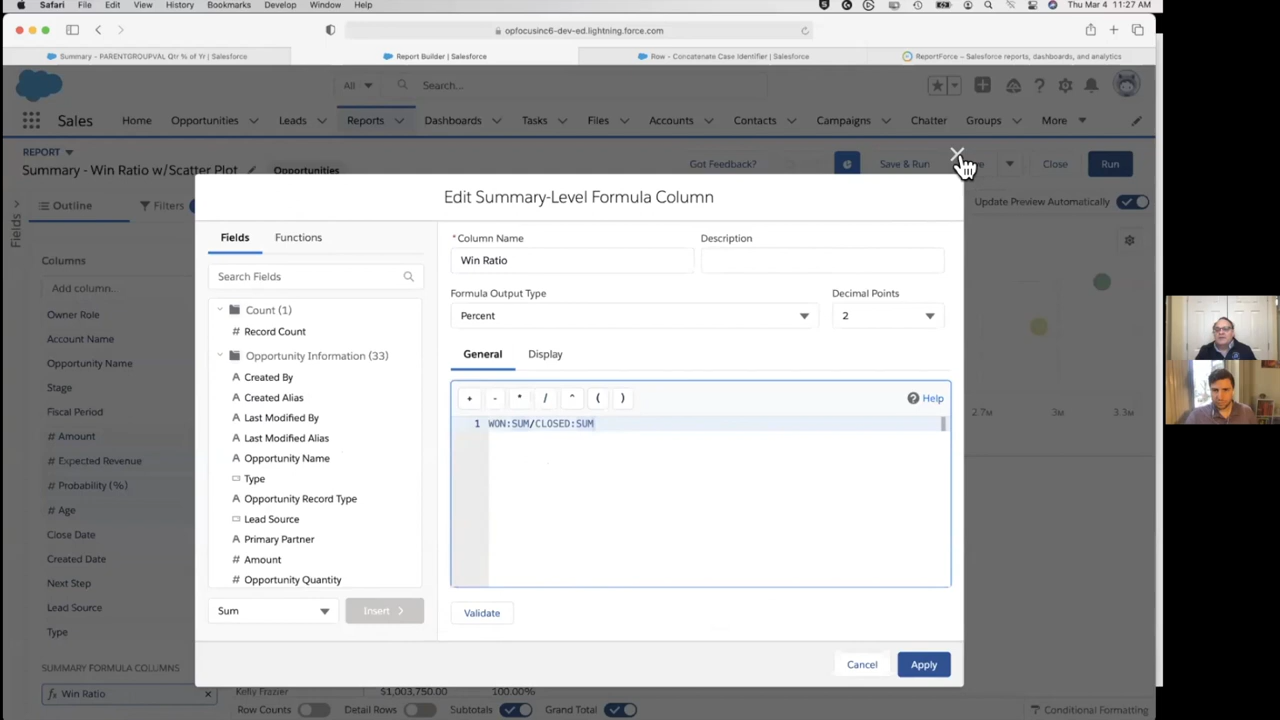 Safari File Edit View History Bookmarks Develop Window Help Thu Mar 4 11:27 AM
opfocusinc6-dev-ed.lightning.force.com
Summary - PARENTGROUPVAL Qtr % of Yr | Salesforce Report Builder | Salesforce Row - Concatenate Case Identifier | Salesforce ReportForce – Salesforce reports, dashboards, and analytics
All Search...
Sales Home Opportunities Leads Reports Dashboards Tasks Files Accounts Contacts Campaigns Chatter Groups More
REPORT
Summary - Win Ratio w/Scatter Plot Opportunities Got Feedback? Save & Run Close Run
Outline Filters Update Preview Automatically
Fields
Columns
Add column...
Owner Role
Account Name
Opportunity Name
Stage
Fiscal Period
# Amount
# Expected Revenue
# Probability (%)
# Age
Close Date
Created Date
Next Step
Lead Source
Type
SUMMARY FORMULA COLUMNS
fx Win Ratio ×
Edit Summary-Level Formula Column
Fields Functions
Search Fields
Count (1)
# Record Count
Opportunity Information (33)
A Created By
A Created Alias
A Last Modified By
A Last Modified Alias
A Opportunity Name
Type
A Opportunity Record Type
Lead Source
A Primary Partner
# Amount
# Opportunity Quantity
Sum Insert >
*Column Name Description
Win Ratio
Formula Output Type Decimal Points
Percent 2
General Display
+ - * / ^ ( ) Help
1 WON:SUM/CLOSED:SUM
Validate
Cancel Apply
2.7M 3M 3.3M
Kelly Frazier $1,003,750.00 100.00%
Row Counts Detail Rows Subtotals Grand Total Conditional Formatting